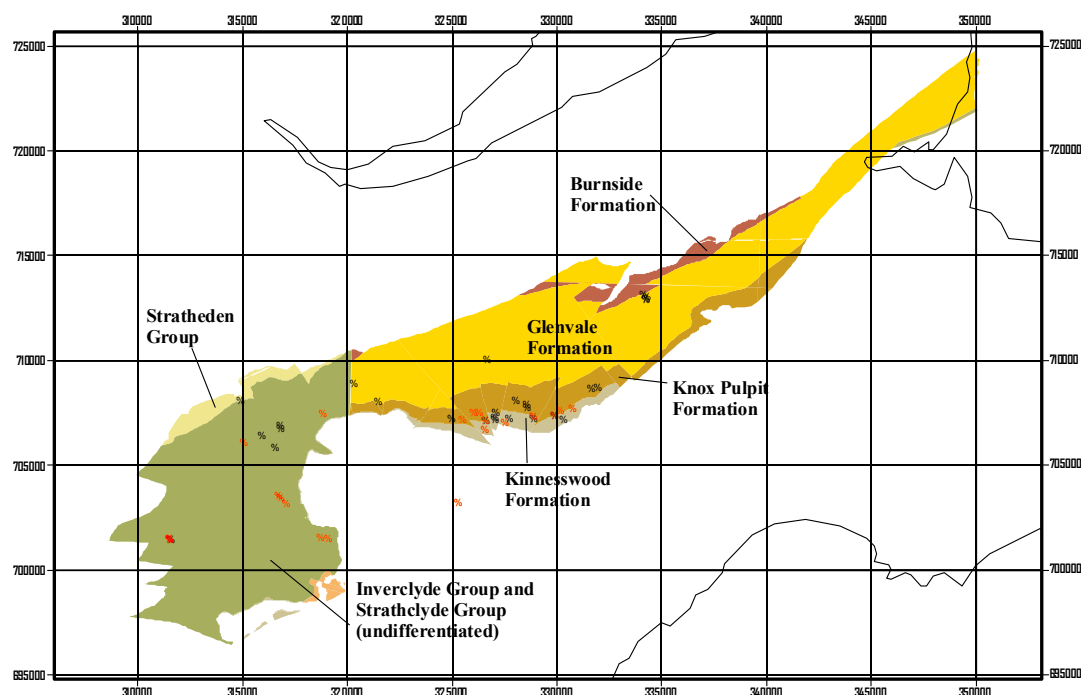 300000 315000 320000 325000 330000 335000 340000 345000 350000
725000 725000
720000 720000
Burnside
Formation
715000 715000
Stratheden
Group
Glenvale
Formation
710000 710000
Knox Pulpit
Formation
705000 705000
Kinnesswood
Formation
700000 700000
Inverclyde Group and
Strathclyde Group
(undifferentiated)
695000 695000
300000 315000 320000 325000 330000 335000 340000 345000 350000